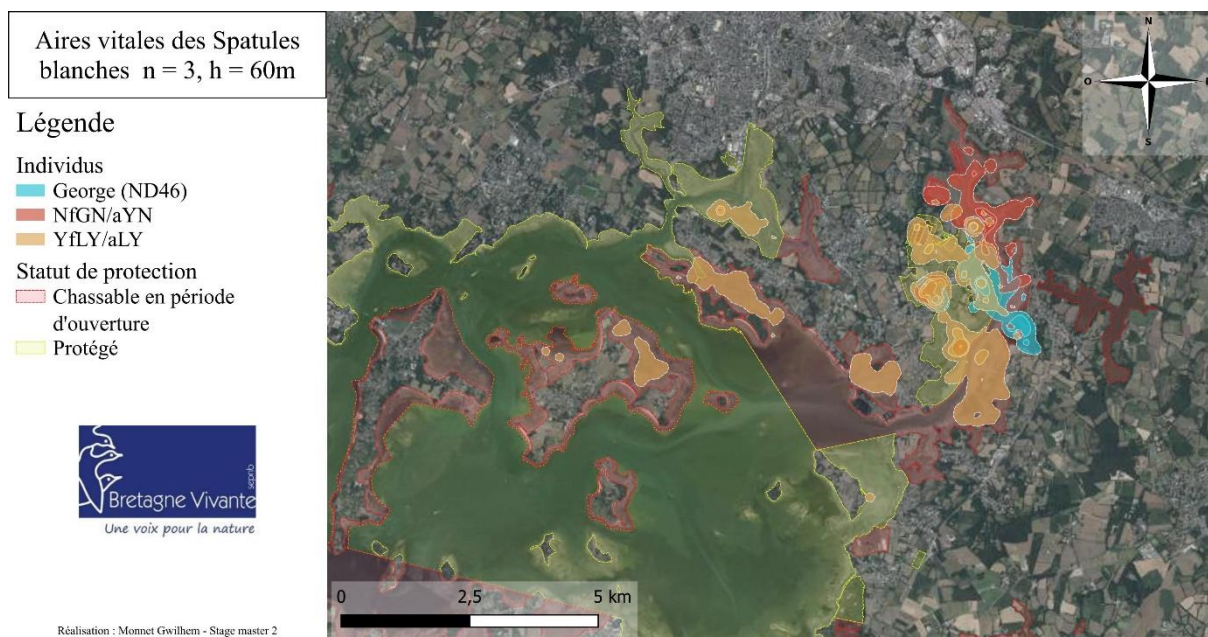 Aires vitales des Spatules
blanches n = 3, h = 60m
Légende
Individus
George (ND46)
NfGN/aYN
YfLY/aLY
Statut de protection
Chassable en période
d'ouverture
Protégé
Bretagne Vivante
sepnb
Une voix pour la nature
Réalisation : Monnet Gwilhem - Stage master 2
N
O
E
S
0 2,5 5 km